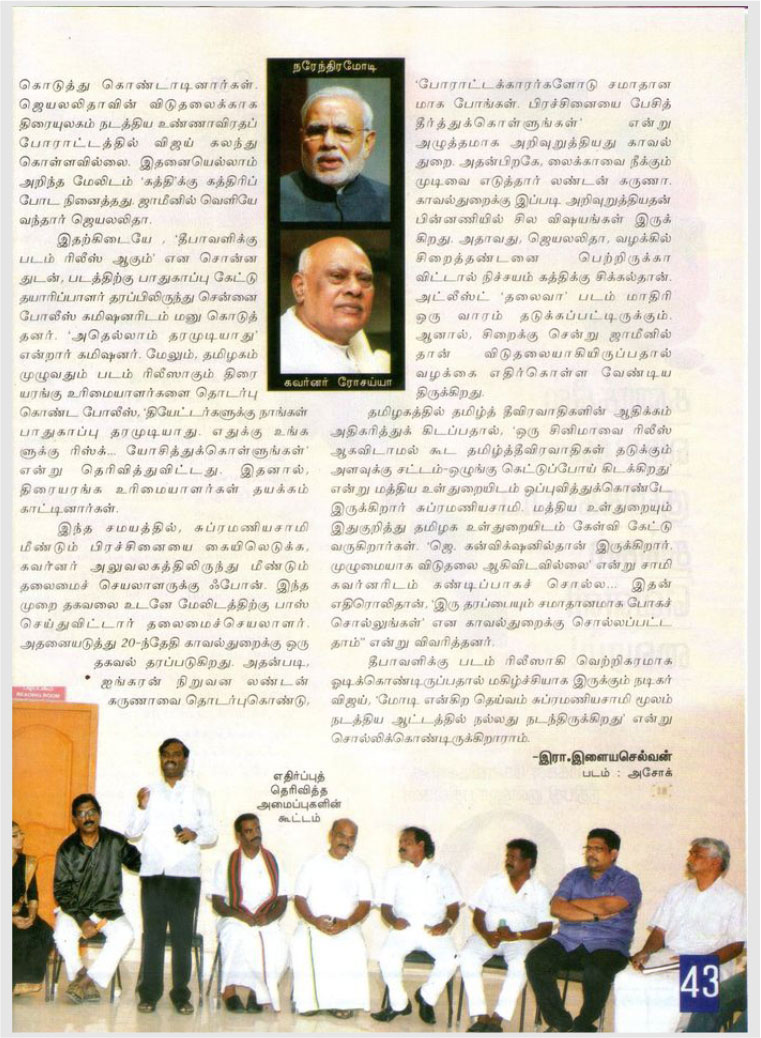 கொடுத்து கொண்டாடினார்கள்.
ஜெயலலிதாவின் விடுதலைக்காக
திரையுலகம் நடத்திய உண்ணாவிரதப்
போராட்டத்தில் விஜய் கலந்து
கொள்ளவில்லை. இதனையெல்லாம்
அறிந்த மேலிடம் 'கத்தி'க்கு கத்திரிப்
போட நினைத்தது. ஜாமீனில் வெளியே
வந்தார் ஜெயலலிதா.
இதற்கிடையே , 'தீபாவளிக்கு
படம் ரிலீஸ் ஆகும்' என சொன்ன
துடன், படத்திற்கு பாதுகாப்பு கேட்டு
தயாரிப்பாளர் தரப்பிலிருந்து சென்னை
போலீஸ் கமிஷனரிடம் மனு கொடுத்
தனர். 'அதெல்லாம் தரமுடியாது'
என்றார் கமிஷனர். மேலும், தமிழகம்
முழுவதும் படம் ரிலீஸாகும் திரை
யரங்கு உரிமையாளர்களை தொடர்பு
கொண்ட போலீஸ், 'தியேட்டர்களுக்கு நாங்கள்
பாதுகாப்பு தரமுடியாது. எதுக்கு உங்க
ளுக்கு ரிஸ்க்... யோசித்துக்கொள்ளுங்கள்'
என்று தெரிவித்துவிட்டது. இதனால்,
திரையரங்க உரிமையாளர்கள் தயக்கம்
காட்டினார்கள்.
இந்த சமயத்தில், சுப்ரமணியசாமி
மீண்டும் பிரச்சினையை கையிலெடுக்க,
கவர்னர் அலுவலகத்திலிருந்து மீண்டும்
தலைமைச் செயலாளருக்கு ஃபோன். இந்த
முறை தகவலை உடனே மேலிடத்திற்கு பாஸ்
செய்துவிட்டார் தலைமைச்செயலாளர்.
அதனையடுத்து 20-ந்தேதி காவல்துறைக்கு ஒரு
தகவல் தரப்படுகிறது. அதன்படி,
ஐங்கரன் நிறுவன லண்டன்
கருணாவை தொடர்புகொண்டு,
நரேந்திரமோடி
கவர்னர் ரோசய்யா
'போராட்டக்காரர்களோடு சமாதான
மாக போங்கள். பிரச்சினையை பேசித்
தீர்த்துக்கொள்ளுங்கள்' என்று
அழுத்தமாக அறிவுறுத்தியது காவல்
துறை. அதன்பிறகே, லைக்காவை நீக்கும்
முடிவை எடுத்தார் லண்டன் கருணா.
காவல்துறைக்கு இப்படி அறிவுறுத்தியதன்
பின்னணியில் சில விஷயங்கள் இருக்
கிறது. அதாவது, ஜெயலலிதா, வழக்கில்
சிறைத்தண்டனை பெற்றிருக்கா
விட்டால் நிச்சயம் கத்திக்கு சிக்கல்தான்.
அட்லீஸ்ட் 'தலைவா' படம் மாதிரி
ஒரு வாரம் தடுக்கப்பட்டிருக்கும்.
ஆனால், சிறைக்கு சென்று ஜாமீனில்
தான் விடுதலையாகியிருப்பதால்
வழக்கை எதிர்கொள்ள வேண்டிய
திருக்கிறது.
தமிழகத்தில் தமிழ்த் தீவிரவாதிகளின் ஆதிக்கம்
அதிகரித்துக் கிடப்பதால், 'ஒரு சினிமாவை ரிலீஸ்
ஆகவிடாமல் கூட தமிழ்த்தீவிரவாதிகள் தடுக்கும்
அளவுக்கு சட்டம்-ஒழுங்கு கெட்டுப்போய் கிடக்கிறது'
என்று மத்திய உள்துறையிடம் ஒப்புவித்துக்கொண்டே
இருக்கிறார் சுப்ரமணியசாமி. மத்திய உள்துறையும்
இதுகுறித்து தமிழக உள்துறையிடம் கேள்வி கேட்டு
வருகிறார்கள். 'ஜெ. கன்விக்ஷனில்தான் இருக்கிறார்.
முழுமையாக விடுதலை ஆகிவிடவில்லை' என்று சாமி
கவர்னரிடம் கண்டிப்பாகச் சொல்ல... இதன்
எதிரொலிதான், 'இரு தரப்பையும் சமாதானமாக போகச்
சொல்லுங்கள்' என காவல்துறைக்கு சொல்லப்பட்ட
தாம்" என்று விவரித்தனர்.
தீபாவளிக்கு படம் ரிலீஸாகி வெற்றிகரமாக
ஓடிக்கொண்டிருப்பதால் மகிழ்ச்சியாக இருக்கும் நடிகர்
விஜய், 'மோடி என்கிற தெய்வம் சுப்ரமணியசாமி மூலம்
நடத்திய ஆட்டத்தில் நல்லது நடந்திருக்கிறது' என்று
சொல்லிக்கொண்டிருக்கிறாராம்.
-இரா.இளையசெல்வன்
படம் : அசோக்
எதிர்ப்புத்
தெரிவித்த
அமைப்புகளின்
கூட்டம்
READING ROOM
43